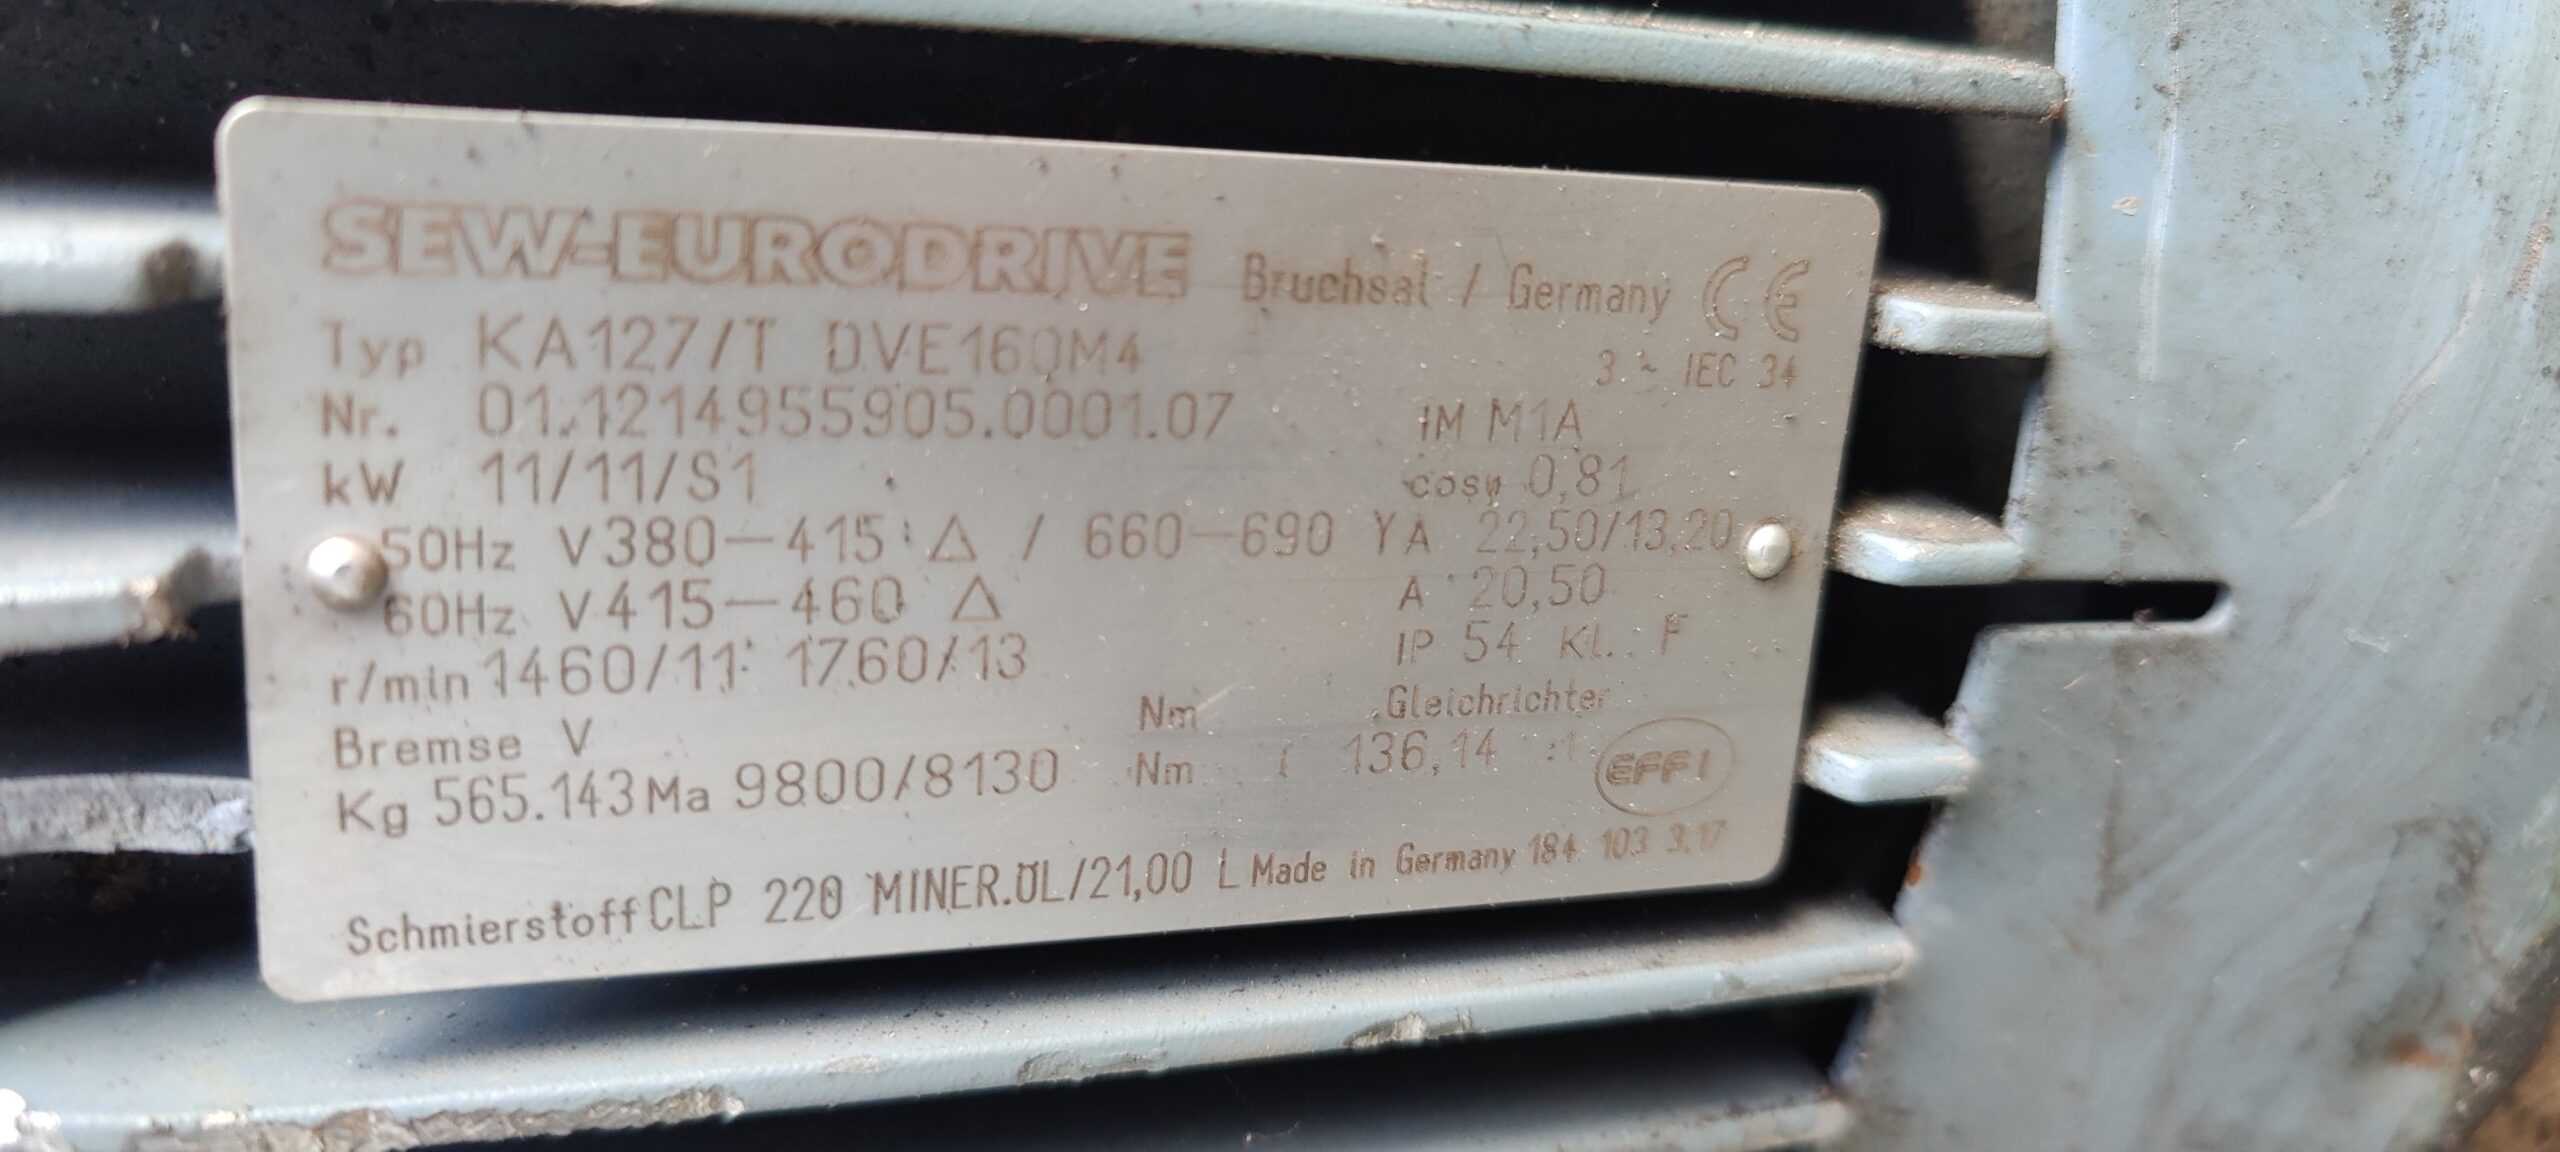 SEW-EURODRIVE Bruchsal / Germany CE
Typ KA127/T DVE160M4 3 ~ IEC 34
Nr. 01.1214955905.0001.07 IM M1A
kW 11/11/S1 cosφ 0,81
50Hz V 380-415 △ / 660-690 Y A 22,50/13,20
60Hz V 415-460 △ A 20,50
r/min 1460/11 1760/13 IP 54 Kl. F
Bremse V Nm Gleichrichter
Kg 565.143 Ma 9800/8130 Nm i 136,14 :1 EFF1
Schmierstoff CLP 220 MINER.ÖL/21,00 L Made in Germany 184 103 3.17